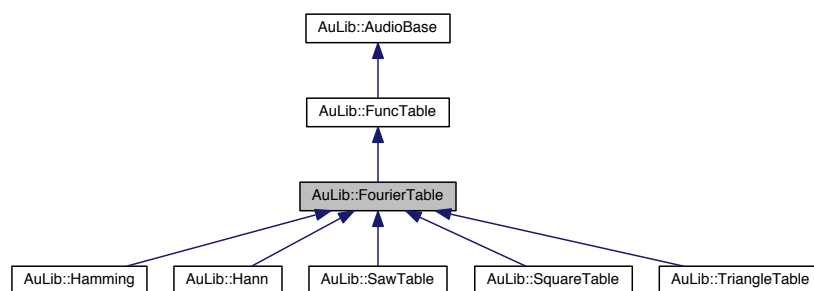 AuLib::AudioBase
AuLib::FuncTable
AuLib::FourierTable
AuLib::Hamming
AuLib::Hann
AuLib::SawTable
AuLib::SquareTable
AuLib::TriangleTable